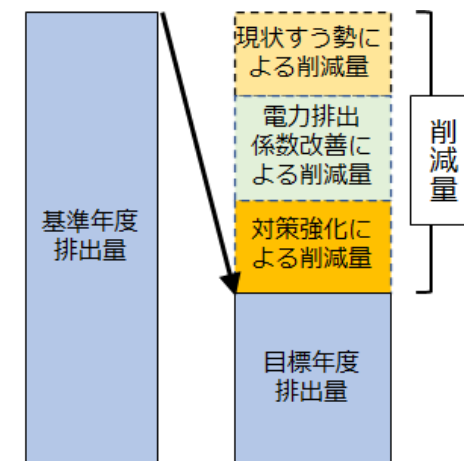 基準年度
排出量
現状すう勢に
よる削減量
電力排出
係数改善に
よる削減量
対策強化に
よる削減量
目標年度
排出量
削減量